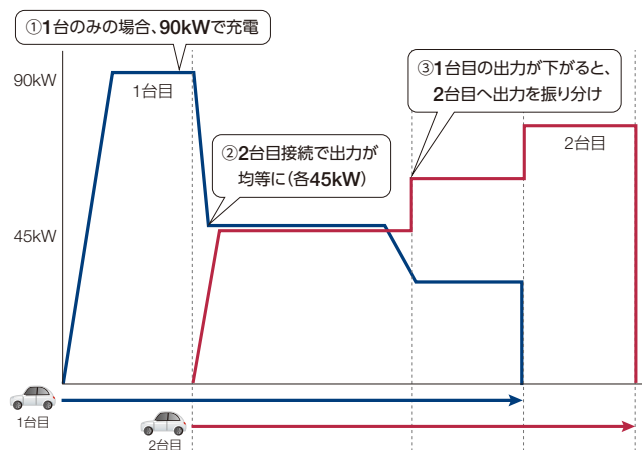 ①1台のみの場合、90kWで充電
90kW
1台目
③1台目の出力が下がると、
2台目へ出力を振り分け
2台目
②2台目接続で出力が
均等に(各45kW)
45kW
1台目
2台目